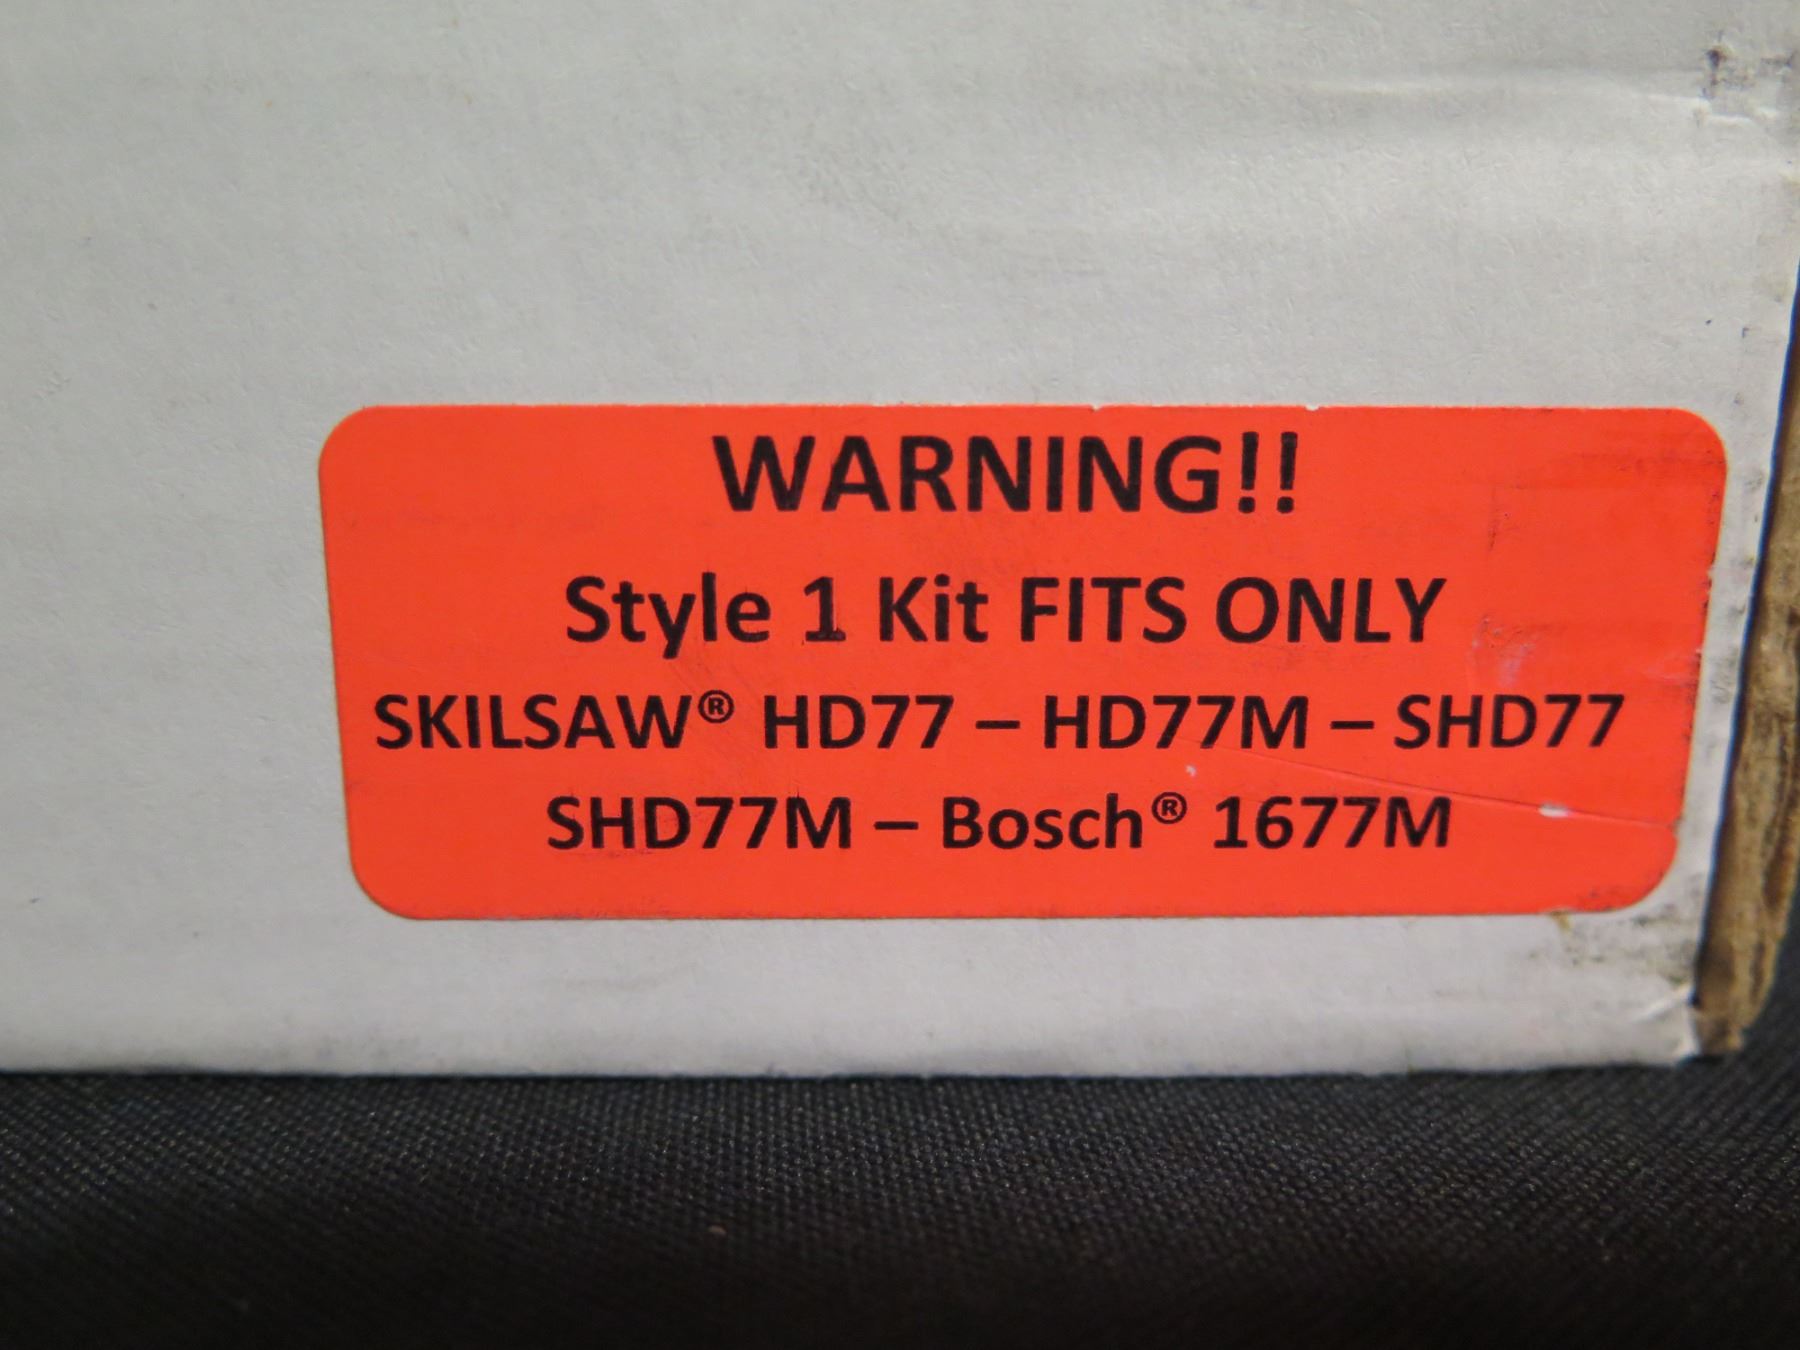 WARNING!!
Style 1 Kit FITS ONLY
SKILSAW® HD77 – HD77M – SHD77
SHD77M – Bosch® 1677M